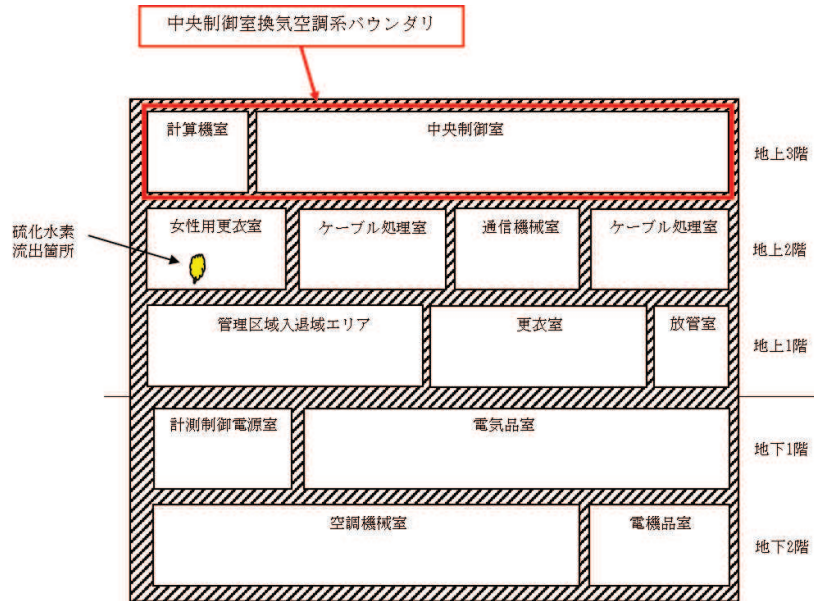 中央制御室換気空調系バウンダリ
計算機室
中央制御室
地上3階
硫化水素
流出箇所
女性用更衣室
ケーブル処理室
通信機械室
ケーブル処理室
地上2階
管理区域入退域エリア
更衣室
放管室
地上1階
計測制御電源室
電気品室
地下1階
空調機械室
電機品室
地下2階